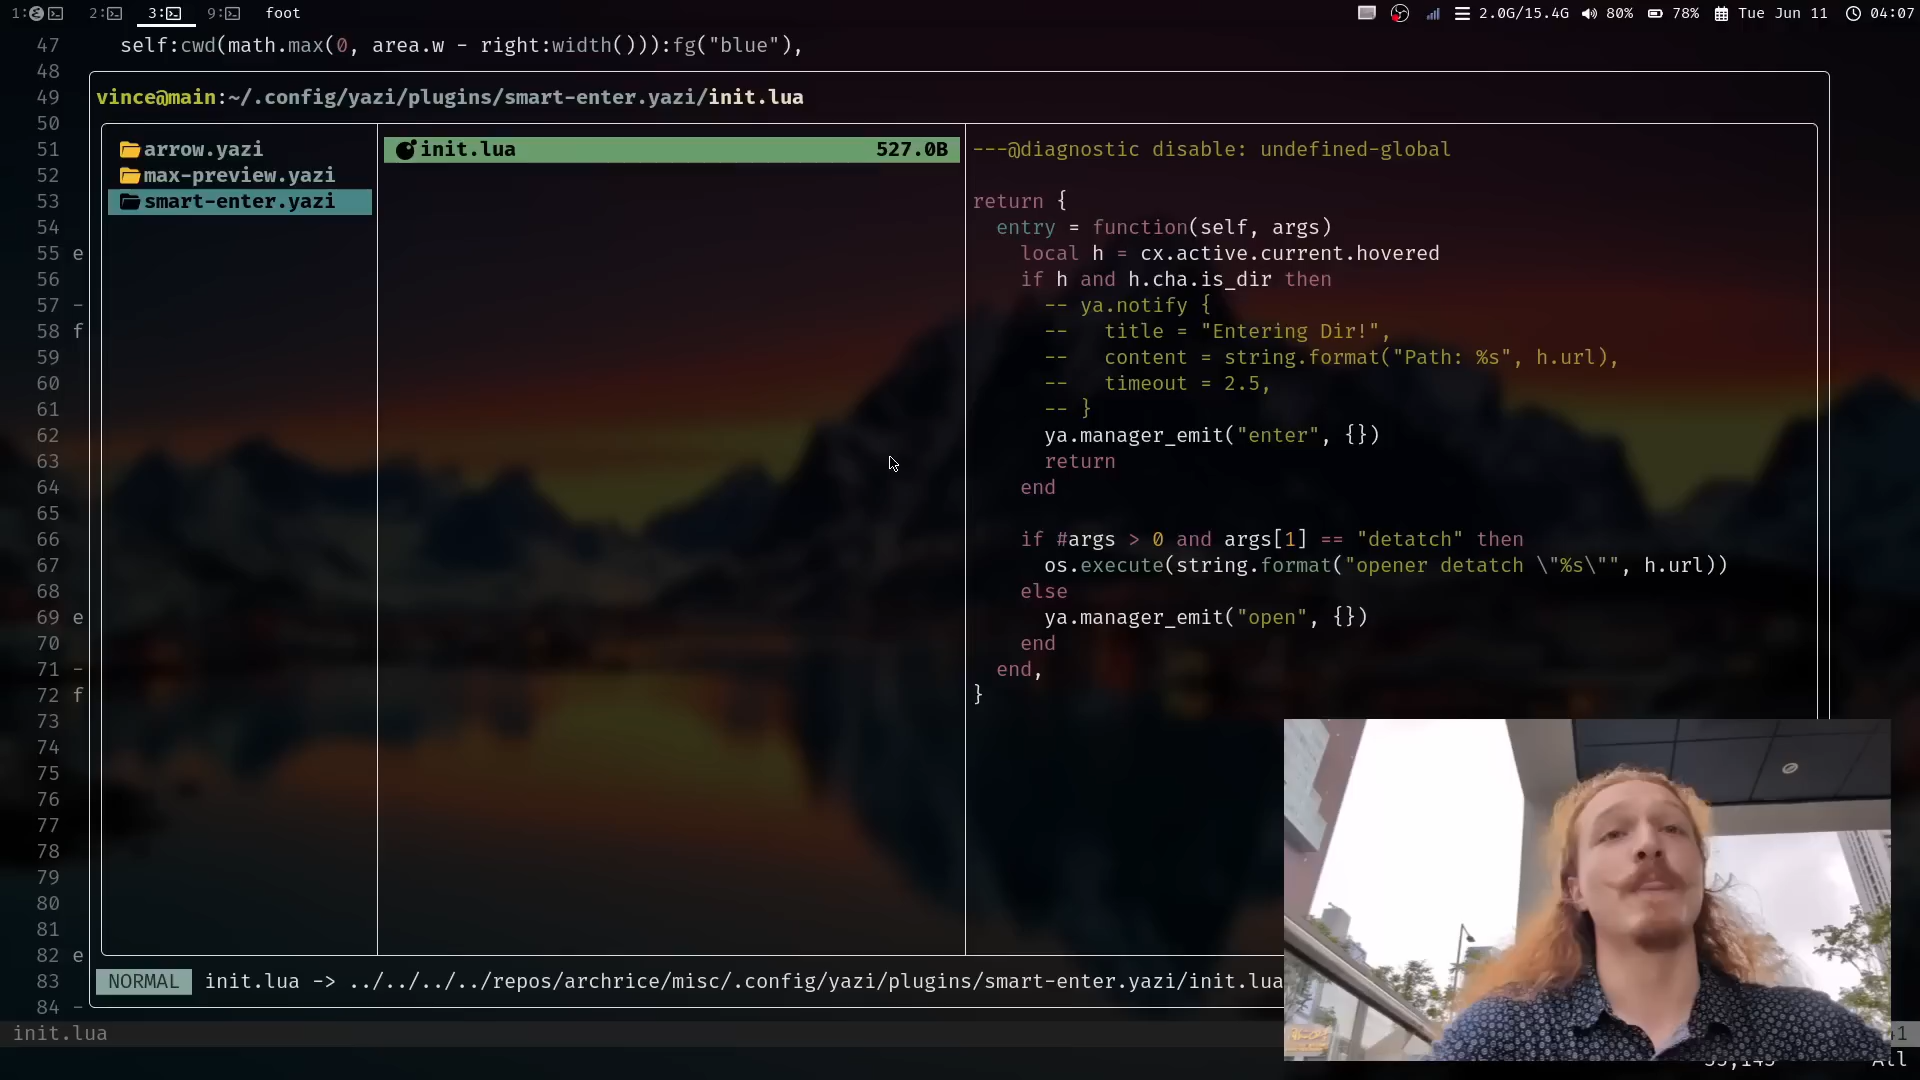 1: 2: 3: 9: foot 2.0G/15.4G 80% 78% Tue Jun 11 04:07
47 self:cwd(math.max(0, area.w - right:width())):fg("blue"),
48
49 vince@main:~/.config/yazi/plugins/smart-enter.yazi/init.lua
50
51 arrow.yazi init.lua 527.0B ---@diagnostic disable: undefined-global
52 max-preview.yazi
53 smart-enter.yazi return {
54 entry = function(self, args)
55 e local h = cx.active.current.hovered
56 if h and h.cha.is_dir then
57 - -- ya.notify {
58 f -- title = "Entering Dir!",
59 -- content = string.format("Path: %s", h.url),
60 -- timeout = 2.5,
61 -- }
62 ya.manager_emit("enter", {})
63 return
64 end
65
66 if #args > 0 and args[1] == "detatch" then
67 os.execute(string.format("opener detatch \"%s\"", h.url))
68 else
69 e ya.manager_emit("open", {})
70 end
71 - end,
72 f }
73
74
75
76
77
78
79
80
81
82 e
83 NORMAL init.lua -> ../../../../repos/archrice/misc/.config/yazi/plugins/smart-enter.yazi/init.lua
84 -
init.lua
All